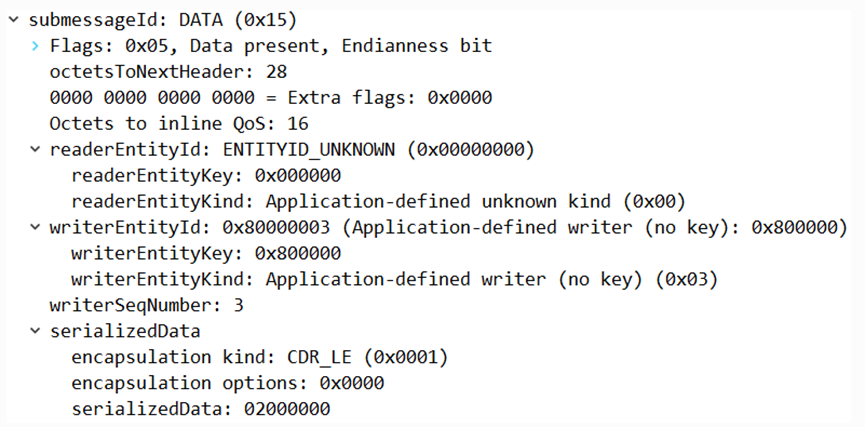 submessageId: DATA (0x15)
Flags: 0x05, Data present, Endianness bit
octetsToNextHeader: 28
0000 0000 0000 0000 = Extra flags: 0x0000
Octets to inline QoS: 16
readerEntityId: ENTITYID_UNKNOWN (0x00000000)
readerEntityKey: 0x000000
readerEntityKind: Application-defined unknown kind (0x00)
writerEntityId: 0x80000003 (Application-defined writer (no key): 0x800000)
writerEntityKey: 0x800000
writerEntityKind: Application-defined writer (no key) (0x03)
writerSeqNumber: 3
serializedData
encapsulation kind: CDR_LE (0x0001)
encapsulation options: 0x0000
serializedData: 02000000